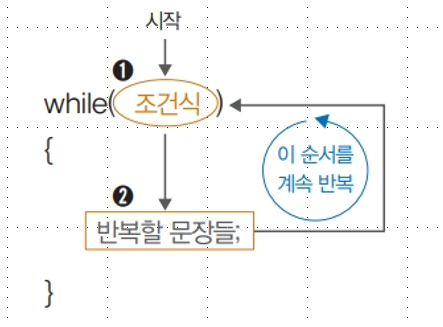 시작
❶
while( 조건식 )
{
이 순서를
계속 반복
❷
반복할 문장들;
}